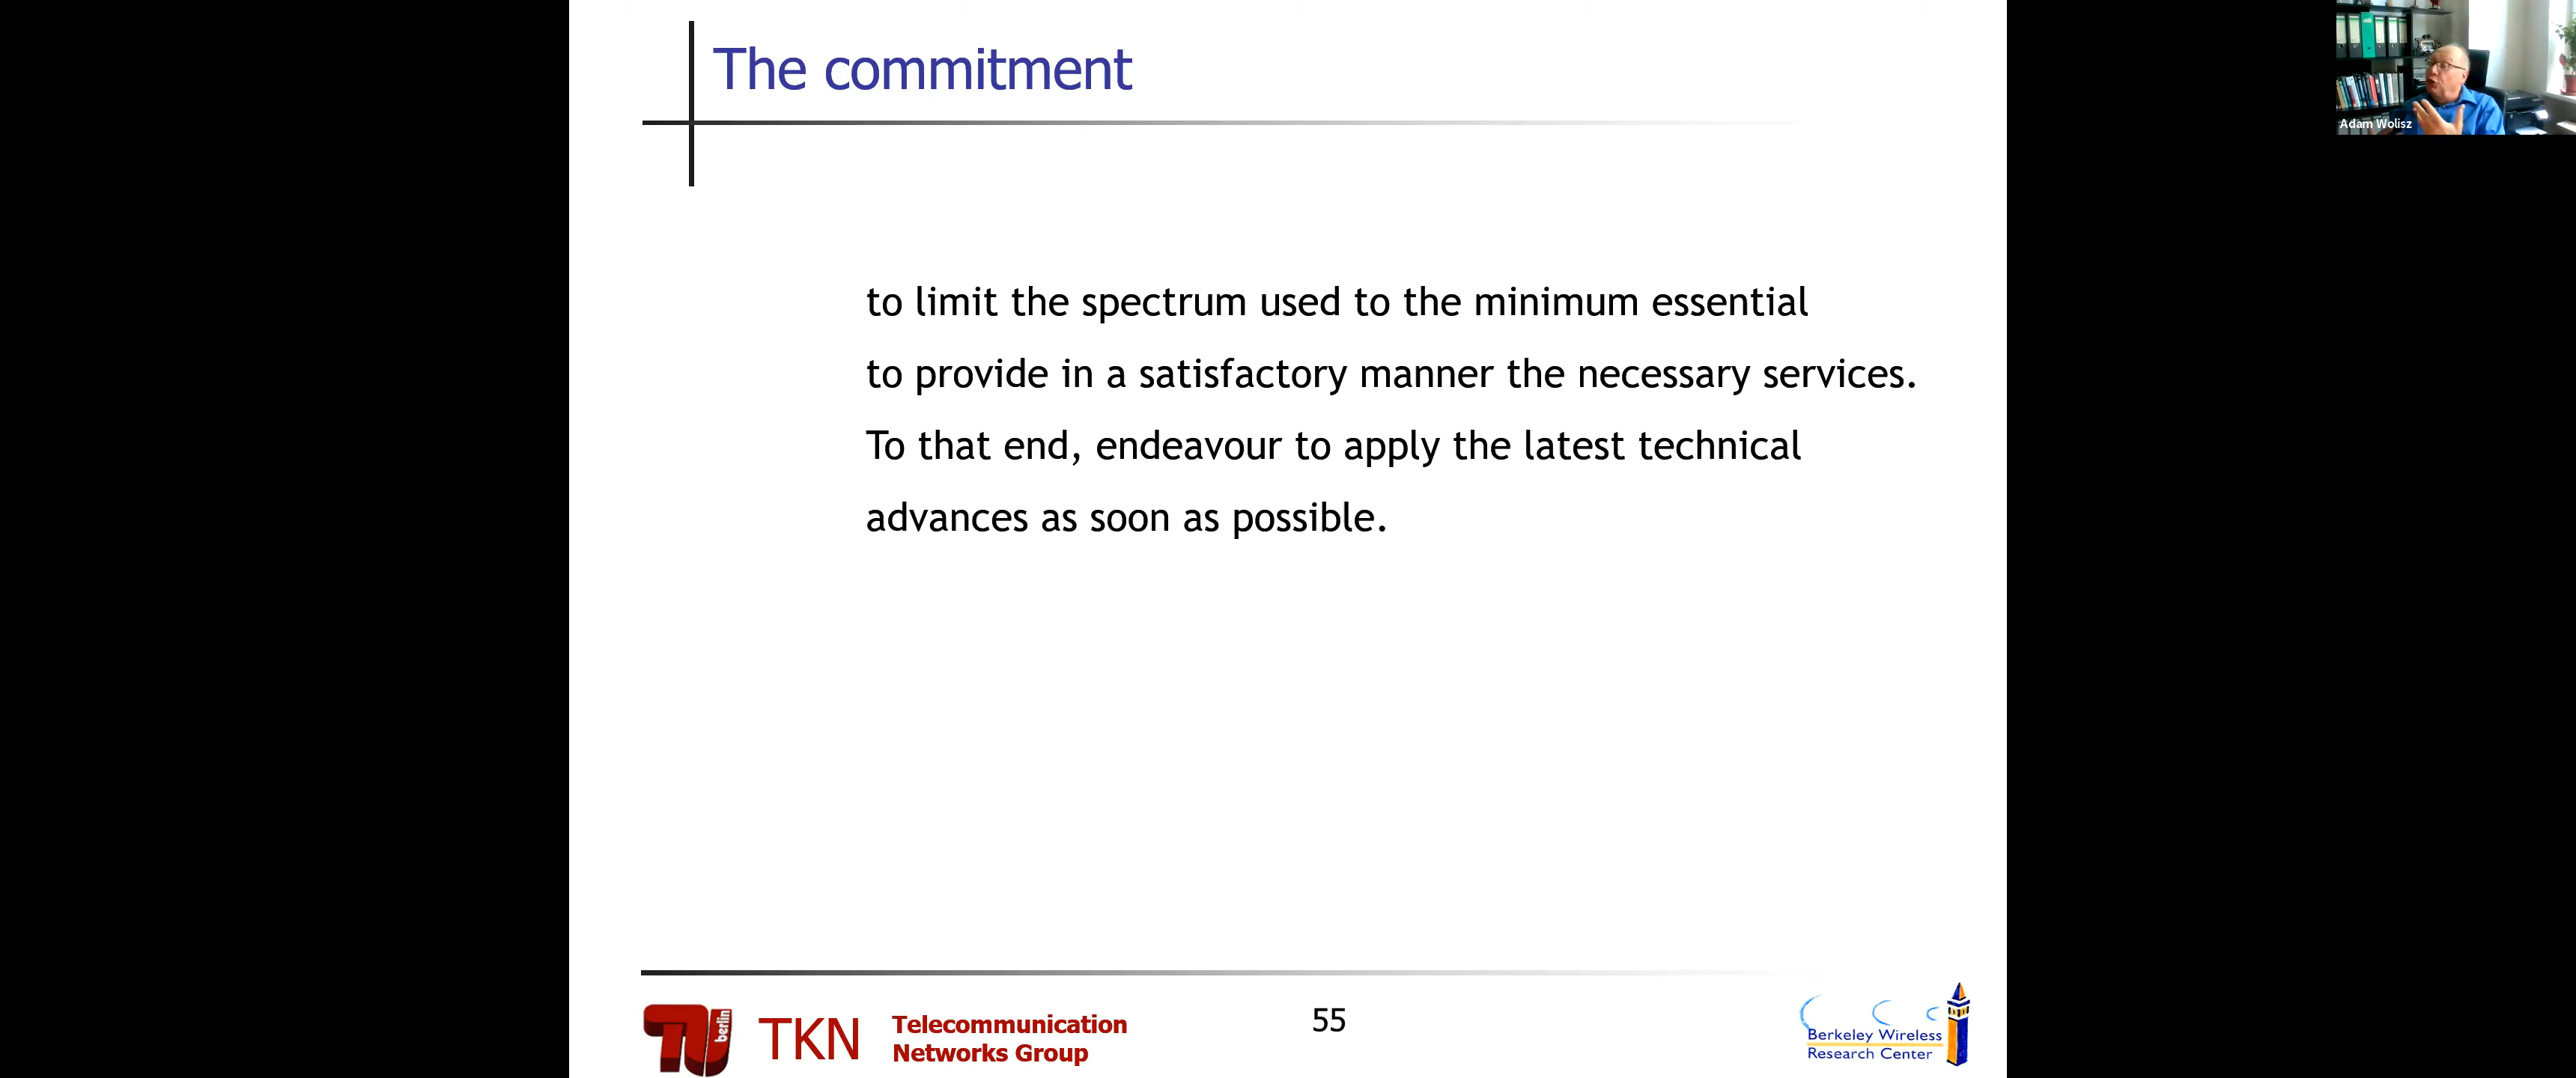 The commitment
Adam Wolisz
to limit the spectrum used to the minimum essential
to provide in a satisfactory manner the necessary services.
To that end, endeavour to apply the latest technical
advances as soon as possible.
berlin
TKN
Telecommunication
Networks Group
55
Berkeley Wireless
Research Center